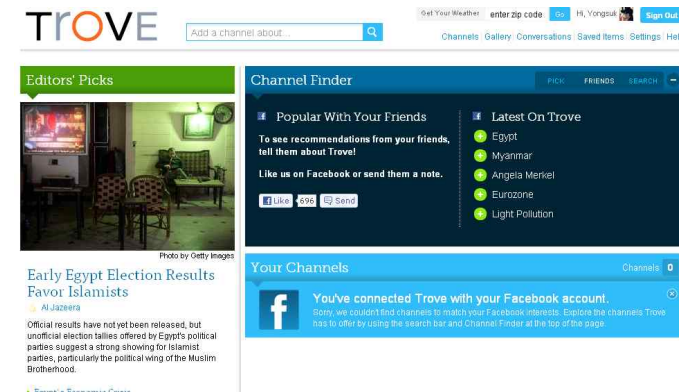 TROVE
Add a channel about...
Get Your Weather enter zip code Go Hi, Yongsuk Sign Out
Channels Gallery Conversations Saved Items Settings Hel
Editors' Picks
Photo by Getty Images
Early Egypt Election Results
Favor Islamists
Al Jazeera
Official results have not yet been released, but
unofficial election tallies offered by Egypt's political
parties suggest a strong showing for Islamist
parties, particularly the political wing of the Muslim
Brotherhood.
Egypt's Economic Crisis
Channel Finder PICK FRIENDS SEARCH
Popular With Your Friends
To see recommendations from your friends,
tell them about Trove!
Like us on Facebook or send them a note.
Like 696 Send
Latest On Trove
Egypt
Myanmar
Angela Merkel
Eurozone
Light Pollution
Your Channels Channels 0
You've connected Trove with your Facebook account.
Sorry, we couldn't find channels to match your Facebook interests. Explore the channels Trove
has to offer by using the search bar and Channel Finder at the top of the page.